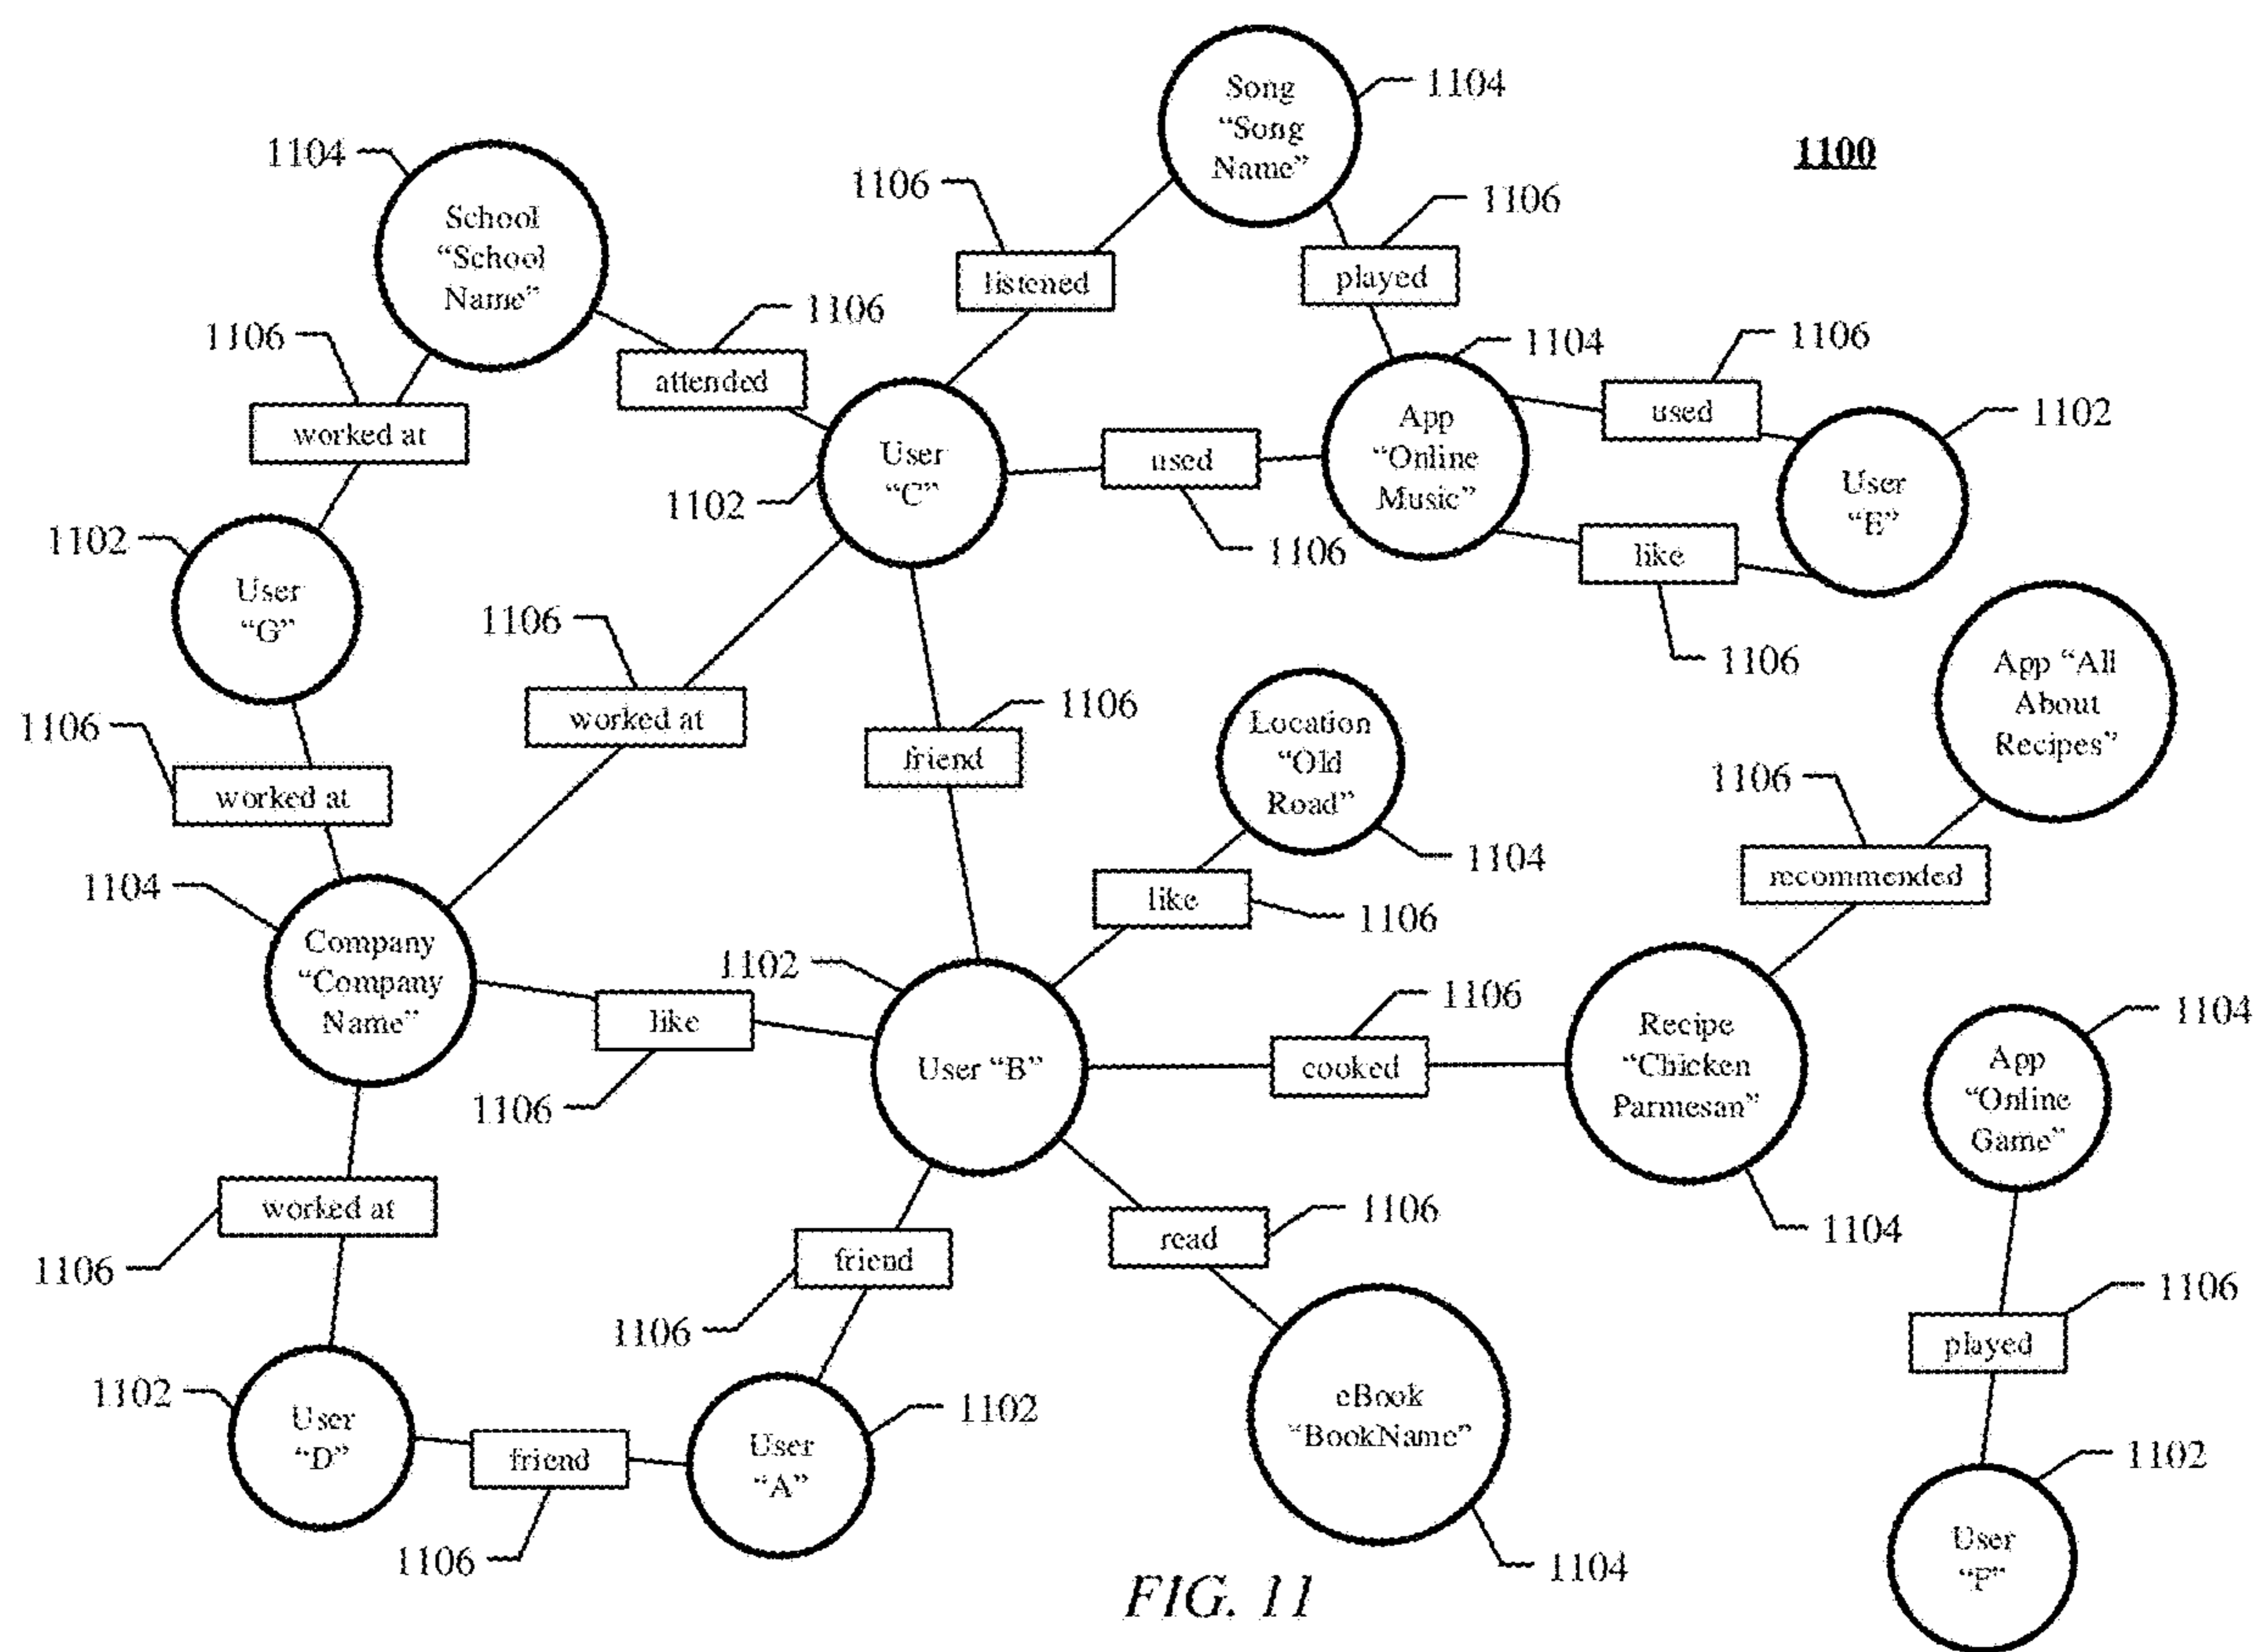 Song
“Song
Name”
1104
1100
1104
School
“School
Name”
1106
1106
listened
played
1106
1106
attended
worked at
1104
1106
App
“Online
Music”
used
1102
User
“C”
1102
used
1106
User
“E”
like
1106
1102
User
“G”
1106
worked at
App “All
About
Recipes”
1106
worked at
1106
friend
Location
“Old
Road”
1104
1106
recommended
1104
Company
“Company
Name”
like
1106
1102
like
1106
User “B”
1106
cooked
Recipe
“Chicken
Parmesan”
1104
1104
App
“Online
Game”
worked at
1106
friend
1106
read
1106
1106
played
1102
User
“D”
friend
1106
User
“A”
1102
eBook
“BookName”
1104
1102
User
“F”
FIG. 11